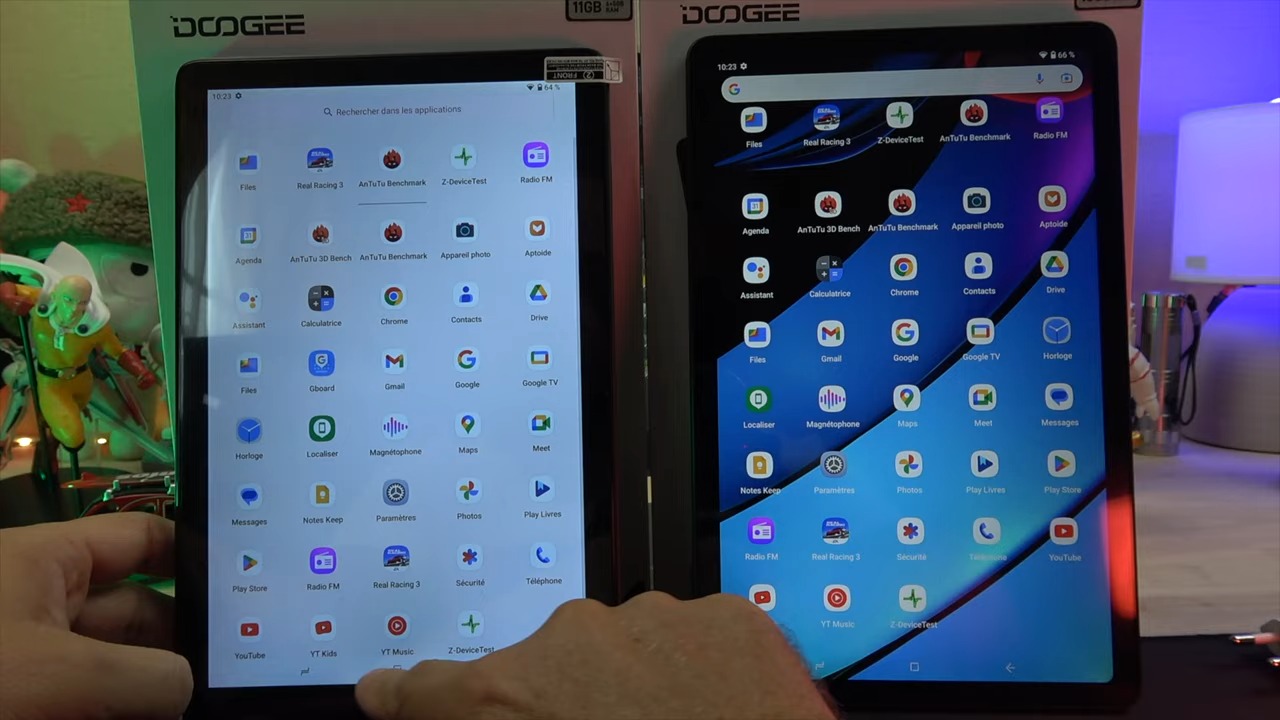 DOOGEE
11GB
10:23
64 %
FRONT
Rechercher dans les applications
Files
Real Racing 3
AnTuTu Benchmark
Z-DeviceTest
Radio FM
Agenda
AnTuTu 3D Bench
AnTuTu Benchmark
Appareil photo
Aptoide
Assistant
Calculatrice
Chrome
Contacts
Drive
Files
Gboard
Gmail
Google
Google TV
Horloge
Localiser
Magnétophone
Maps
Meet
Messages
Notes Keep
Paramètres
Photos
Play Livres
Play Store
Radio FM
Real Racing 3
Sécurité
Téléphone
YouTube
YT Kids
YT Music
Z-DeviceTest
DOOGEE
10:23
66 %
Files
Real Racing 3
Z-DeviceTest
AnTuTu Benchmark
Radio FM
Agenda
AnTuTu 3D Bench
AnTuTu Benchmark
Appareil photo
Aptoide
Assistant
Calculatrice
Chrome
Contacts
Drive
Files
Gmail
Google
Google TV
Horloge
Localiser
Magnétophone
Maps
Meet
Messages
Notes Keep
Paramètres
Photos
Play Livres
Play Store
Radio FM
Real Racing 3
Sécurité
Téléphone
YouTube
YT Music
Z-DeviceTest